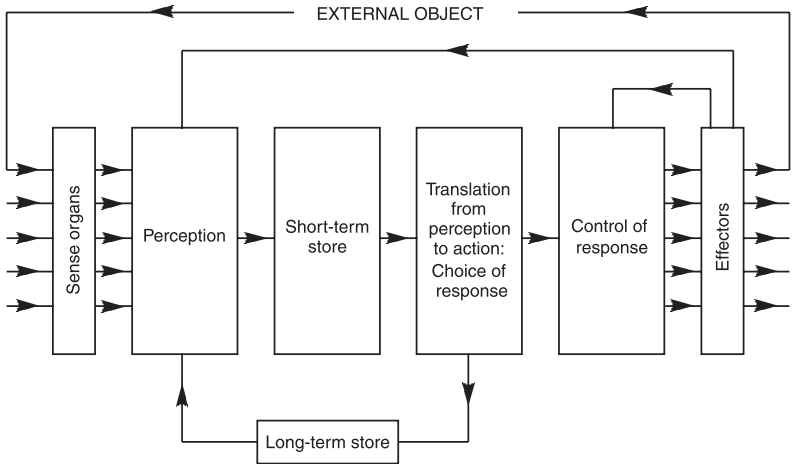 EXTERNAL OBJECT
Sense organs
Perception
Short-term
store
Translation
from
perception
to action:
Choice of
response
Control of
response
Effectors
Long-term store